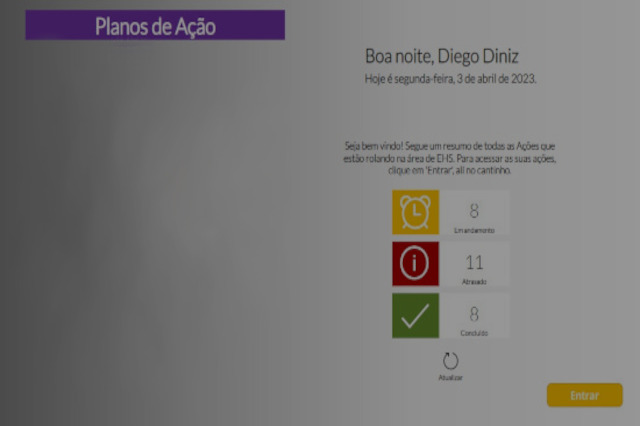 Planos de Ação
Boa noite, Diego Diniz
Hoje é segunda-feira, 3 de abril de 2023.
Seja bem vindo! Segue um resumo de todas as Ações que
estão rolando na área de EHS. Para acessar as suas ações,
clique em 'Entrar', ali no cantinho.
8
Em andamento
11
Atrasado
8
Concluído
Atualizar
Entrar